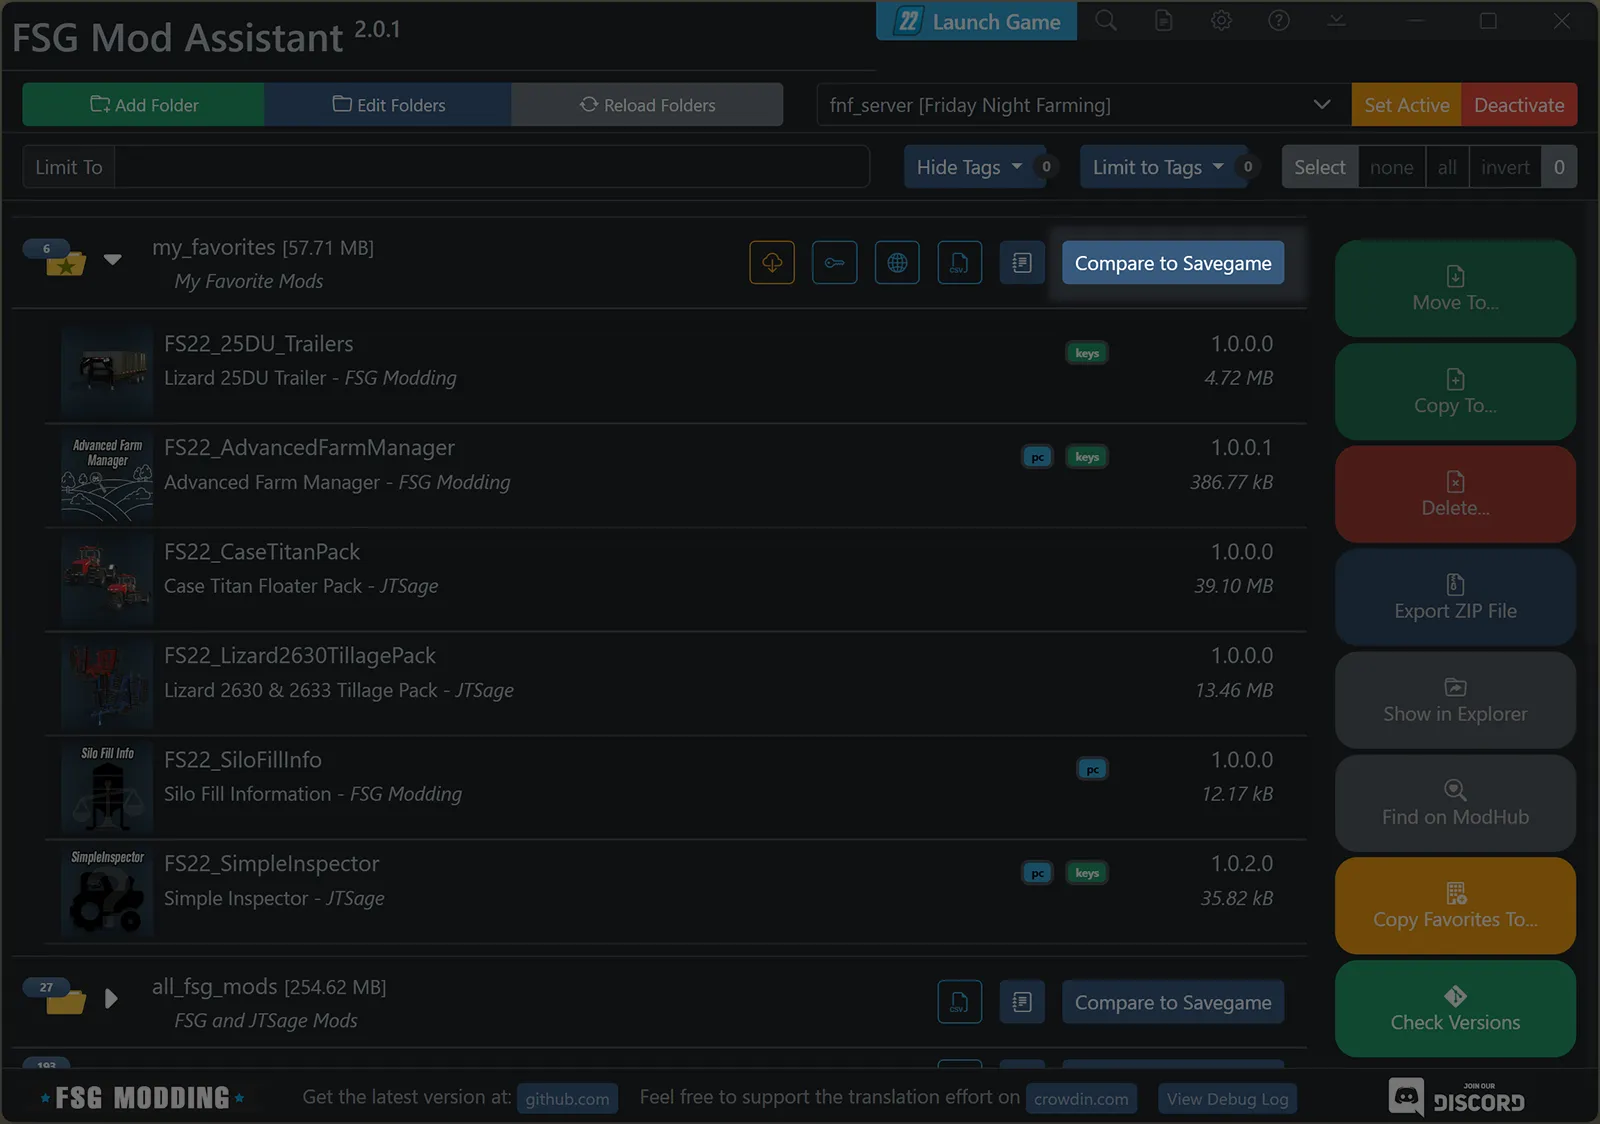 FSG Mod Assistant 2.0.1
22 Launch Game
Add Folder
Edit Folders
Reload Folders
fnf_server [Friday Night Farming]
Set Active
Deactivate
Limit To
Hide Tags 0
Limit to Tags 0
Select none all invert 0
6
my_favorites [57.71 MB]
My Favorite Mods
CSV
Compare to Savegame
FS22_25DU_Trailers
Lizard 25DU Trailer - FSG Modding
keys
1.0.0.0
4.72 MB
Advanced Farm
Manager
FS22_AdvancedFarmManager
Advanced Farm Manager - FSG Modding
pc
keys
1.0.0.1
386.77 kB
FS22_CaseTitanPack
Case Titan Floater Pack - JTSage
1.0.0.0
39.10 MB
FS22_Lizard2630TillagePack
Lizard 2630 & 2633 Tillage Pack - JTSage
1.0.0.0
13.46 MB
Silo Fill Info
FS22_SiloFillInfo
Silo Fill Information - FSG Modding
pc
1.0.0.0
12.17 kB
SimpleInspector
FS22_SimpleInspector
Simple Inspector - JTSage
pc
keys
1.0.2.0
35.82 kB
27
all_fsg_mods [254.62 MB]
FSG and JTSage Mods
CSV
Compare to Savegame
193
Move To...
Copy To...
Delete...
Export ZIP File
Show in Explorer
Find on ModHub
Copy Favorites To...
Check Versions
FSG MODDING
Get the latest version at: github.com
Feel free to support the translation effort on crowdin.com
View Debug Log
JOIN OUR
DISCORD